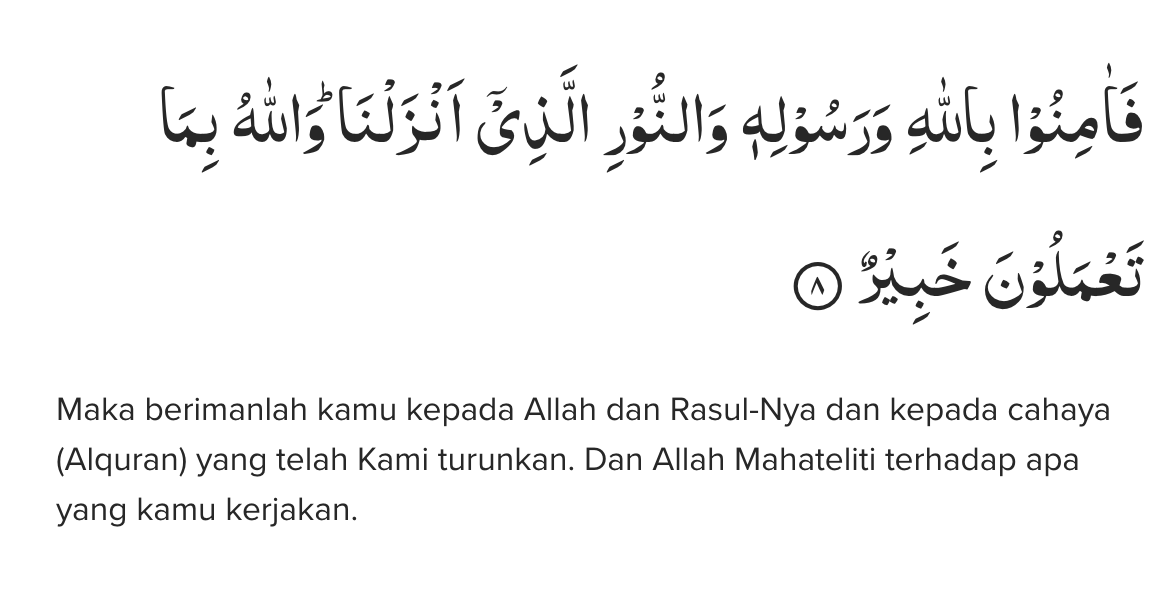 فَاٰمِنُوْا بِاللّٰهِ وَرَسُوْلِهٖ وَالنُّوْرِ الَّذِيْٓ اَنْزَلْنَاۗ وَاللّٰهُ بِمَا
تَعْمَلُوْنَ خَبِيْرٌ ٨
Maka berimanlah kamu kepada Allah dan Rasul-Nya dan kepada cahaya
(Alquran) yang telah Kami turunkan. Dan Allah Mahateliti terhadap apa
yang kamu kerjakan.